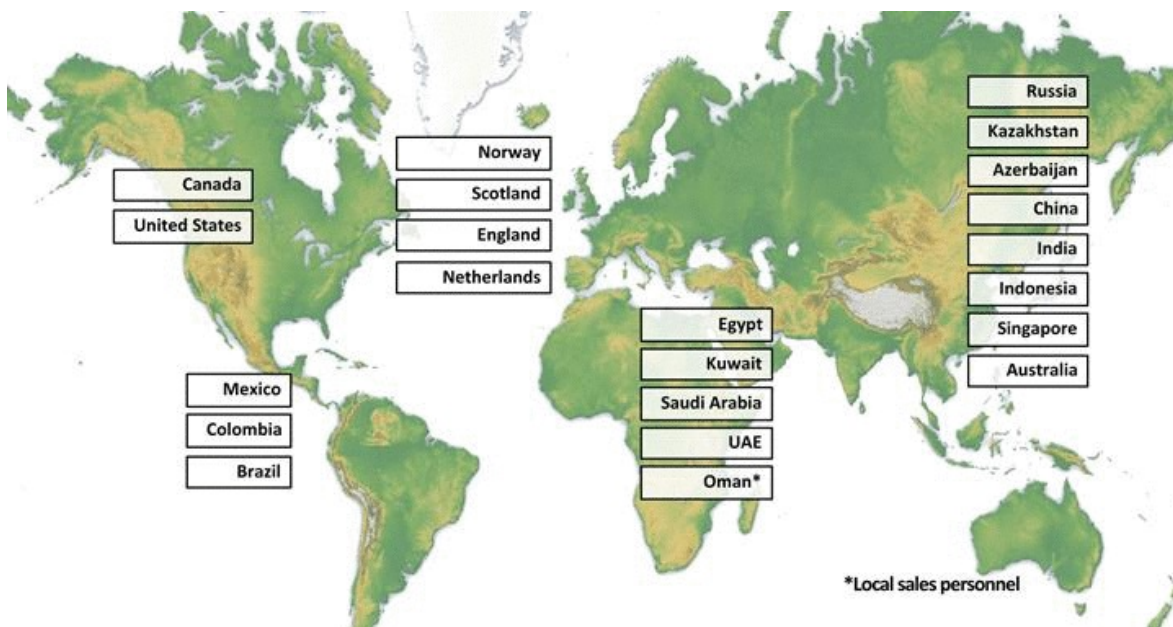 Canada
United States
Mexico
Colombia
Brazil
Norway
Scotland
England
Netherlands
Egypt
Kuwait
Saudi Arabia
UAE
Oman*
Russia
Kazakhstan
Azerbaijan
China
India
Indonesia
Singapore
Australia
*Local sales personnel